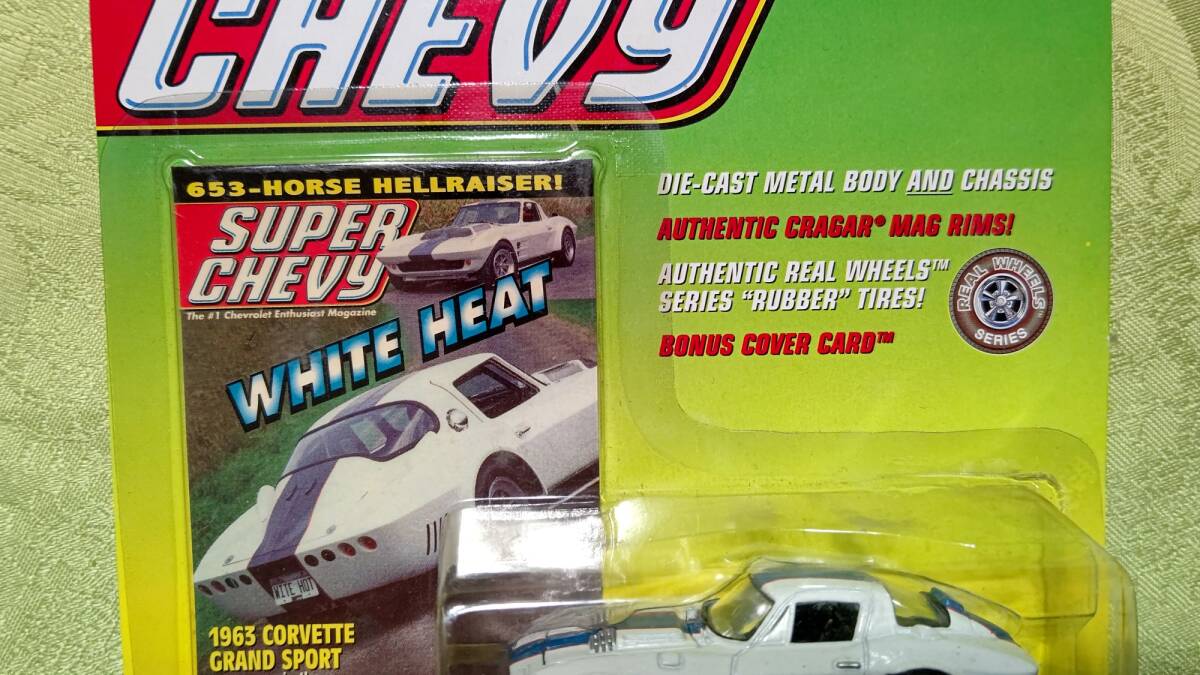 CHEVY
653-HORSE HELLRAISER!
SUPER
CHEVY
The #1 Chevrolet Enthusiast Magazine
WHITE HEAT
WITE HOT
1963 CORVETTE
GRAND SPORT
DIE-CAST METAL BODY AND CHASSIS
AUTHENTIC CRAGAR® MAG RIMS!
AUTHENTIC REAL WHEELS™
SERIES "RUBBER" TIRES!
BONUS COVER CARD™
REAL WHEELS
SERIES